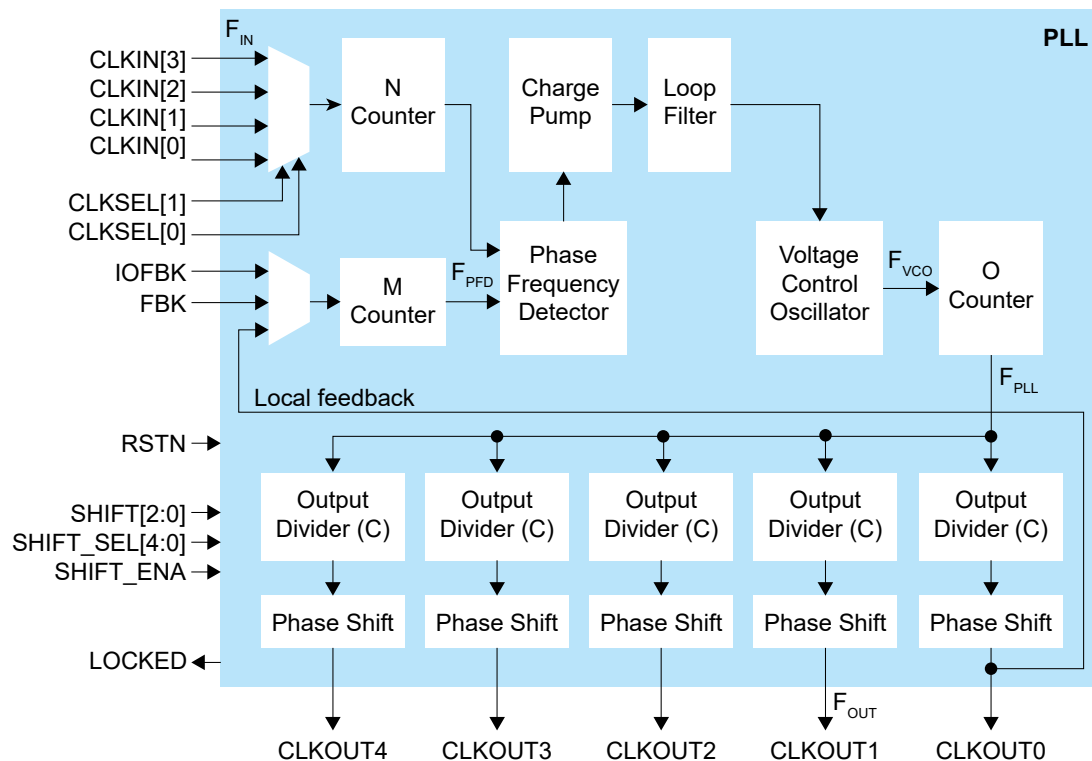 F_IN
PLL
CLKIN[3]
CLKIN[2]
CLKIN[1]
CLKIN[0]
N
Counter
Charge
Pump
Loop
Filter
CLKSEL[1]
CLKSEL[0]
IOFBK
FBK
M
Counter
F_PFD
Phase
Frequency
Detector
Voltage
Control
Oscillator
F_VCO
O
Counter
F_PLL
Local feedback
RSTN
SHIFT[2:0]
SHIFT_SEL[4:0]
SHIFT_ENA
LOCKED
Output
Divider (C)
Output
Divider (C)
Output
Divider (C)
Output
Divider (C)
Output
Divider (C)
Phase Shift
Phase Shift
Phase Shift
Phase Shift
Phase Shift
F_OUT
CLKOUT4
CLKOUT3
CLKOUT2
CLKOUT1
CLKOUT0